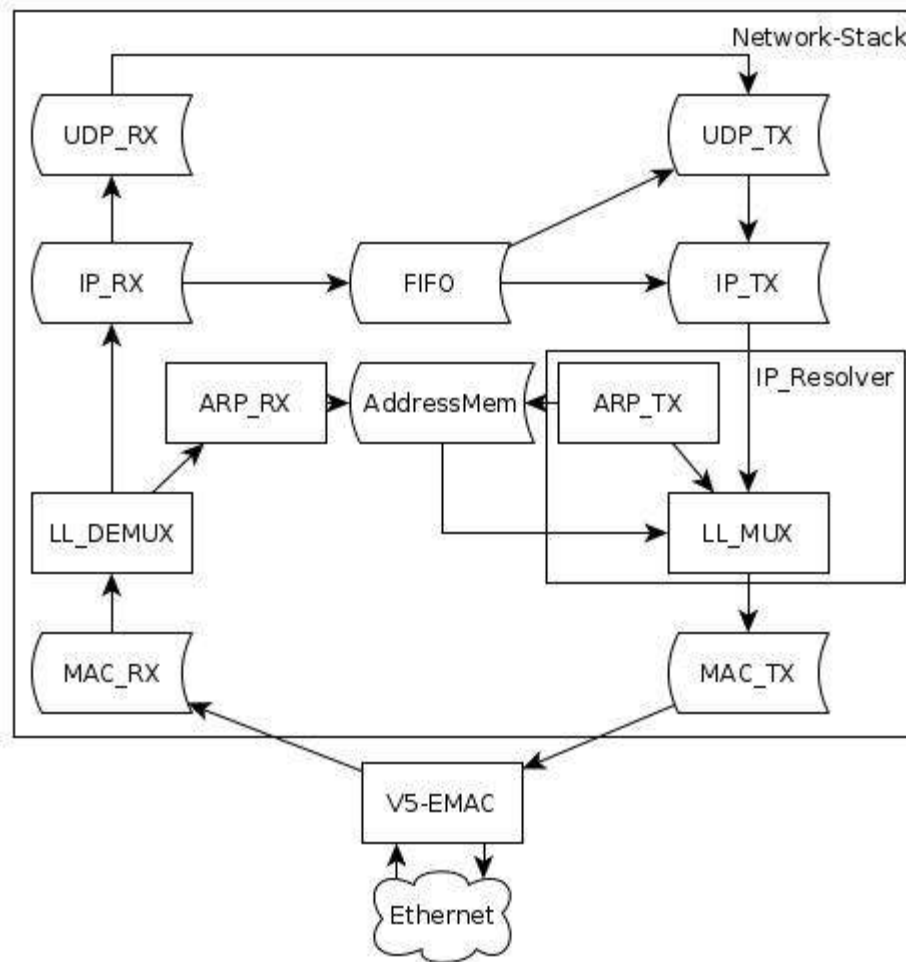 Network-Stack
UDP_RX
UDP_TX
IP_RX
FIFO
IP_TX
IP_Resolver
ARP_RX
AddressMem
ARP_TX
LL_DEMUX
LL_MUX
MAC_RX
MAC_TX
V5-EMAC
Ethernet